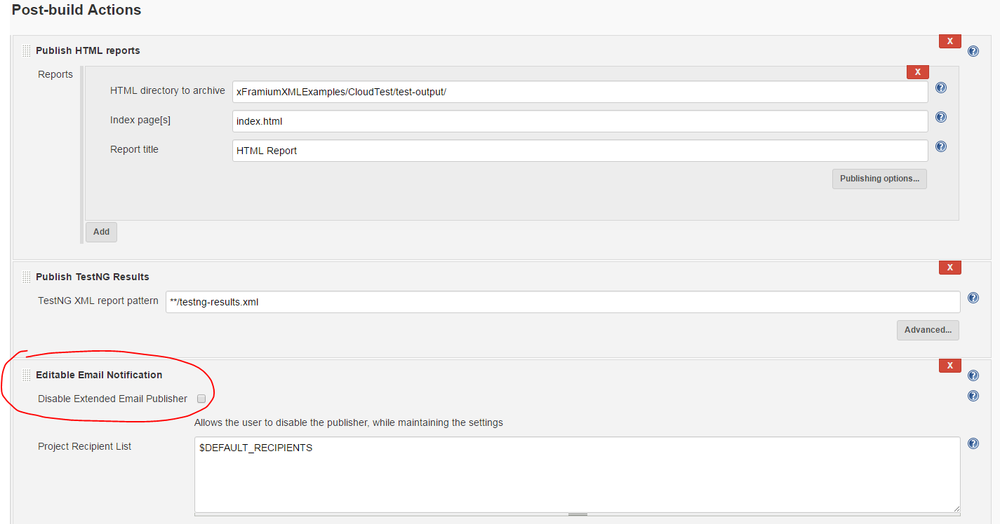 Post-build Actions
X
Publish HTML reports
?
Reports
X
HTML directory to archive xFramiumXMLExamples/CloudTest/test-output/ ?
Index page[s] index.html ?
Report title HTML Report ?
Publishing options...
Add
X
Publish TestNG Results
TestNG XML report pattern **/testng-results.xml ?
Advanced...
X
Editable Email Notification ?
Disable Extended Email Publisher ?
Allows the user to disable the publisher, while maintaining the settings
Project Recipient List $DEFAULT_RECIPIENTS ?